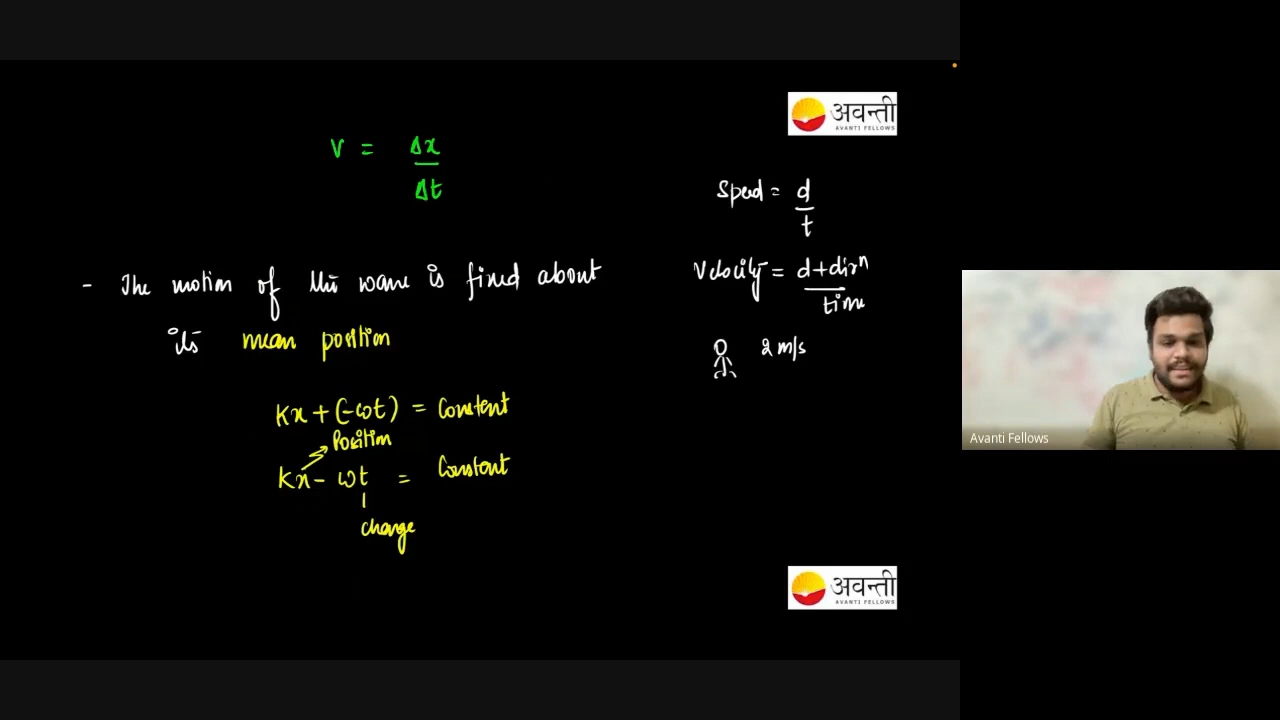 अवन्ती
AVANTI FELLOWS
V = Δx
Δt
Speed = d
t
Velocity = d+dirⁿ
time
- The motion of this wave is fixed about
its mean position
2 m/s
Kx + (-ωt) = Constant
Position
Kx - ωt = Constant
change
Avanti Fellows
अवन्ती
AVANTI FELLOWS